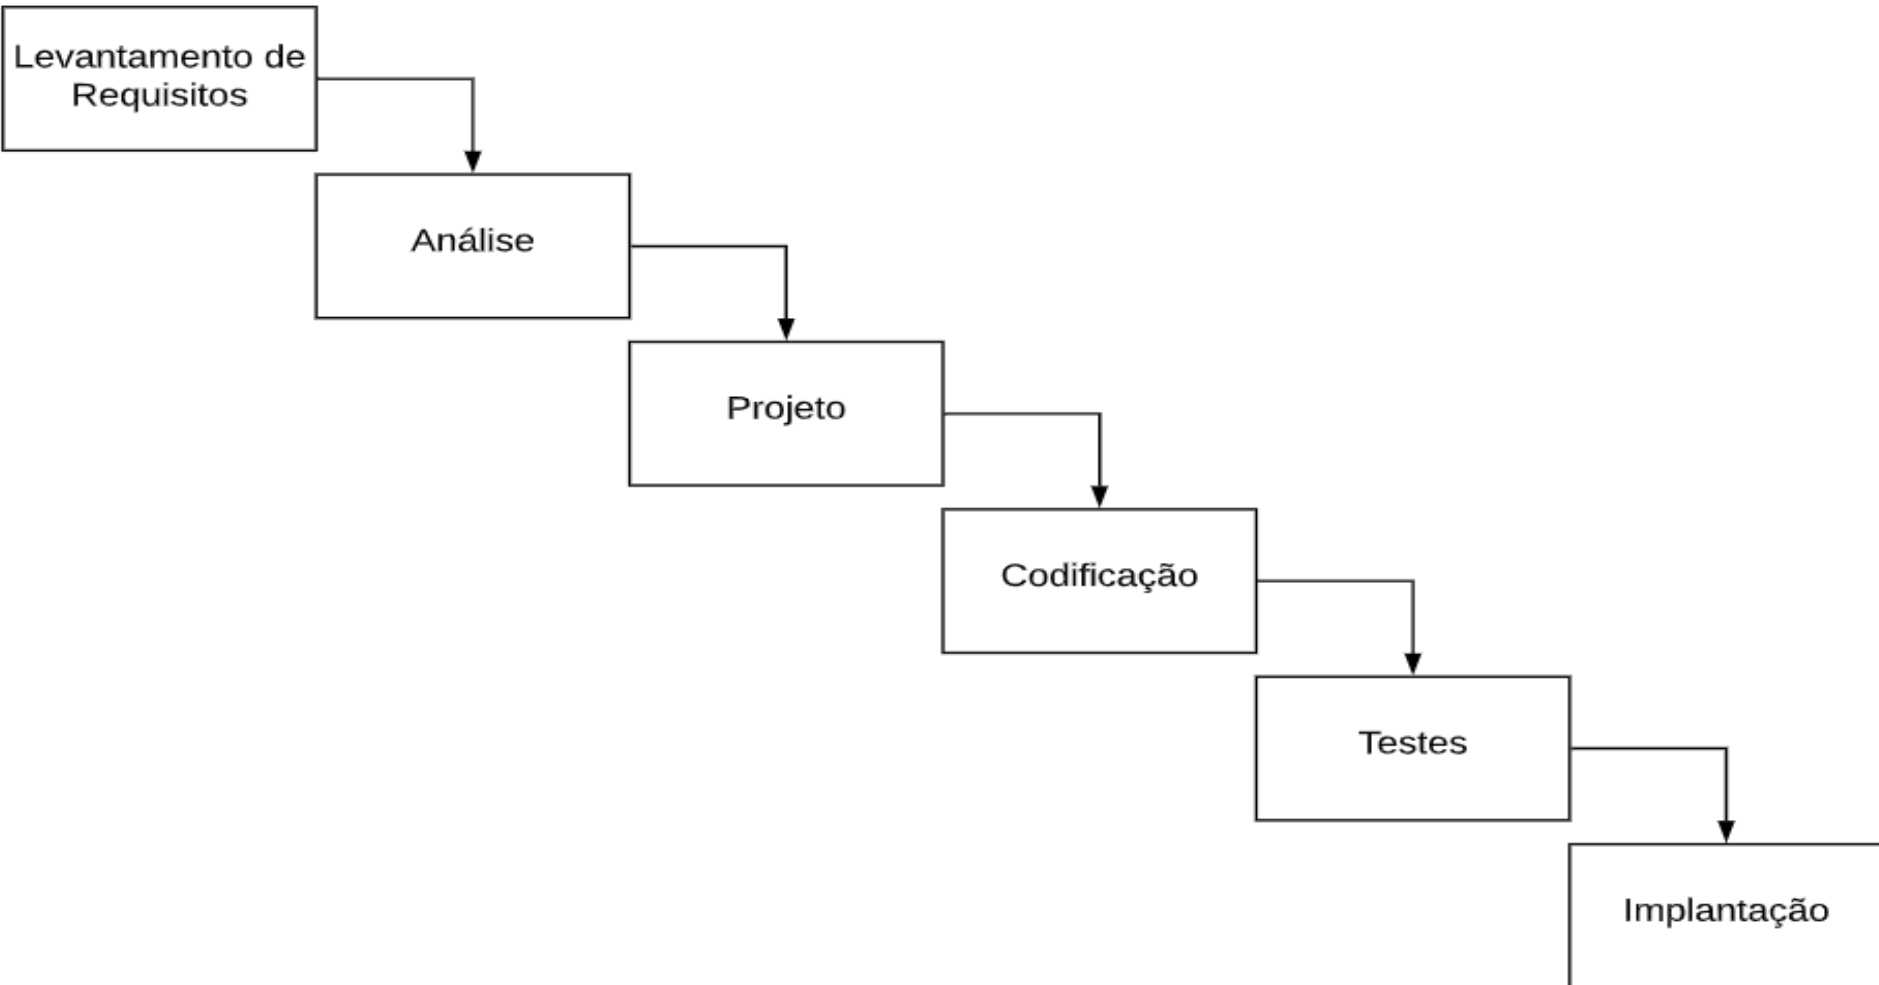 Levantamento de
Requisitos
Análise
Projeto
Codificação
Testes
Implantação